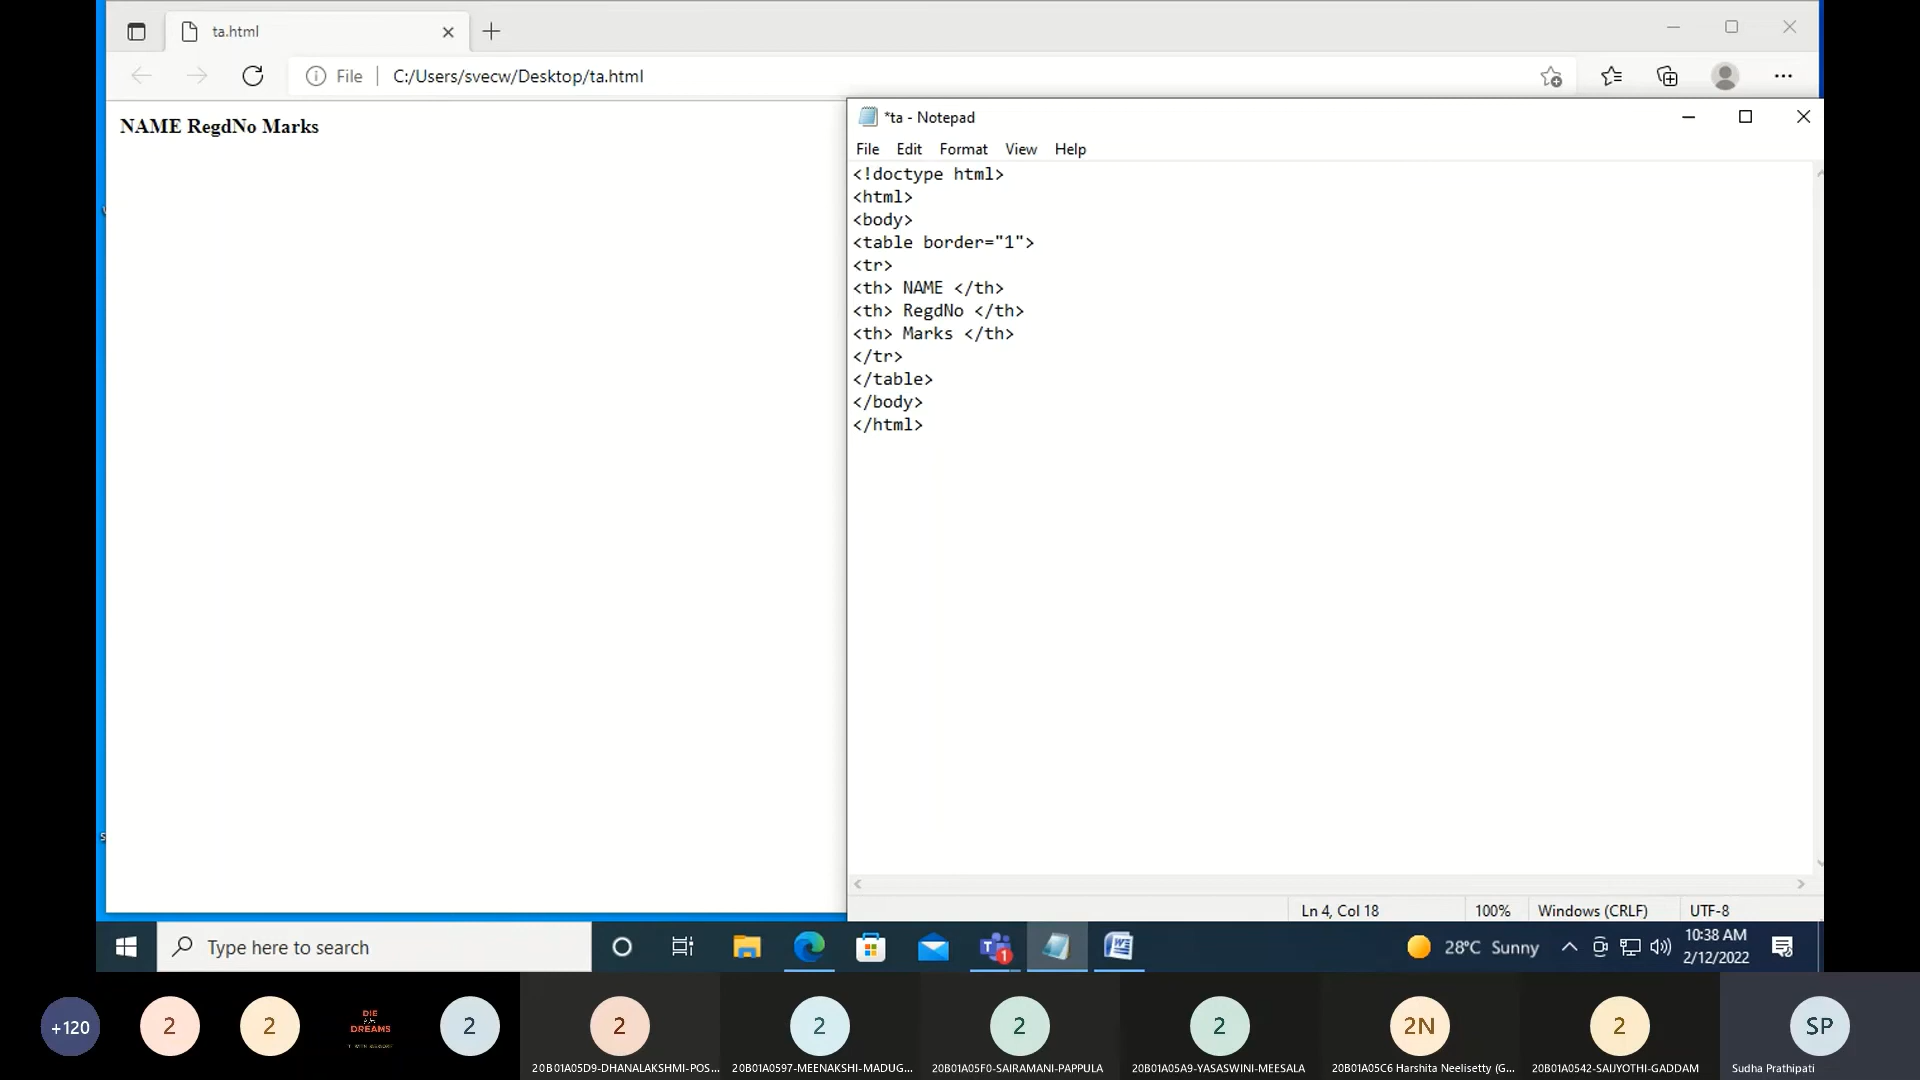 ta.html
File C:/Users/svecw/Desktop/ta.html
NAME RegdNo Marks
*ta - Notepad
File Edit Format View Help
<!doctype html>
<html>
<body>
<table border="1">
<tr>
<th> NAME </th>
<th> RegdNo </th>
<th> Marks </th>
</tr>
</table>
</body>
</html>
Ln 4, Col 18 100% Windows (CRLF) UTF-8
Type here to search
1
28°C Sunny
10:38 AM
2/12/2022
+120 2 2 DIE DREAMS 2 2 2 2 2 2N 2 SP
20B01A05D9-DHANALAKSHMI-POS... 20B01A0597-MEENAKSHI-MADUG... 20B01A05F0-SAIRAMANI-PAPPULA 20B01A05A9-YASASWINI-MEESALA 20B01A05C6 Harshita Neelisetty (G... 20B01A0542-SAIJYOTHI-GADDAM Sudha Prathipati